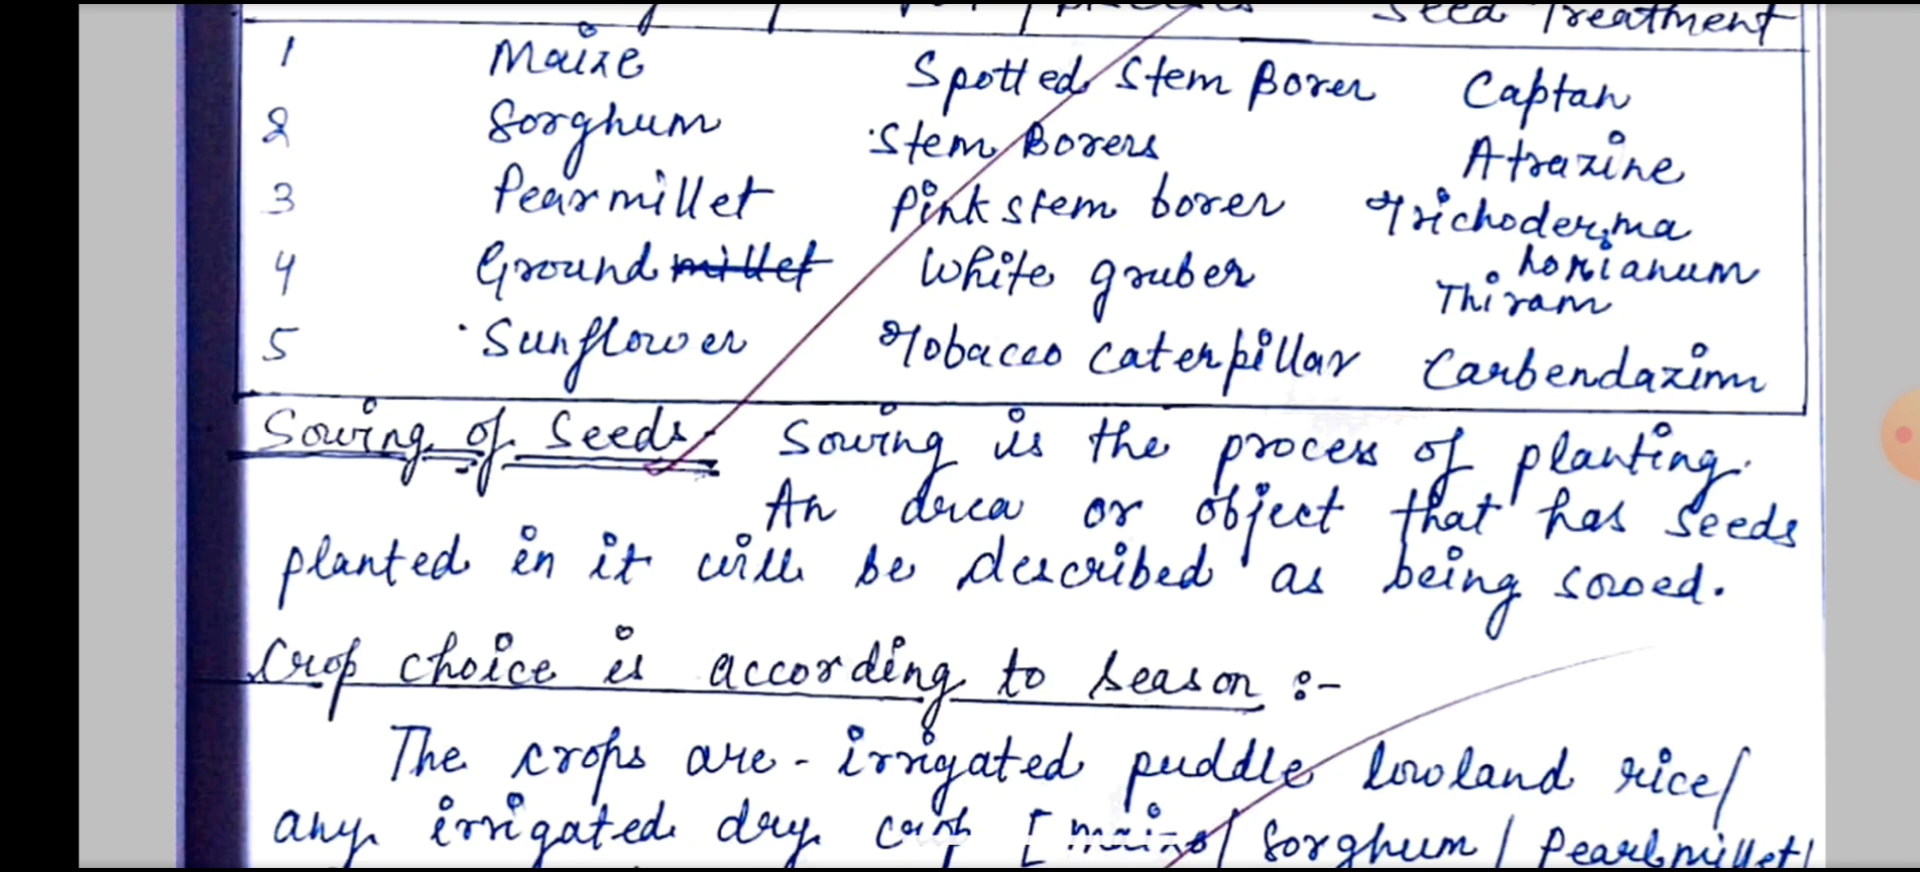 Seed Treatment
1 Maize Spotted Stem Borer Captan
2 Sorghum Stem Borers Atrazine
3 Pearmillet Pink stem borer Trichoderma
horianum
4 Ground millet White gruber Thiram
5 Sunflower Tobacco caterpillar Carbendazim
Sowing of Seeds Sowing is the process of planting.
An area or object that has seeds
planted in it will be described as being sowed.
Crop choice is according to season :-
The crops are - irrigated puddle lowland rice/
any irrigated dry [ maize / Sorghum / Pearlmillet /